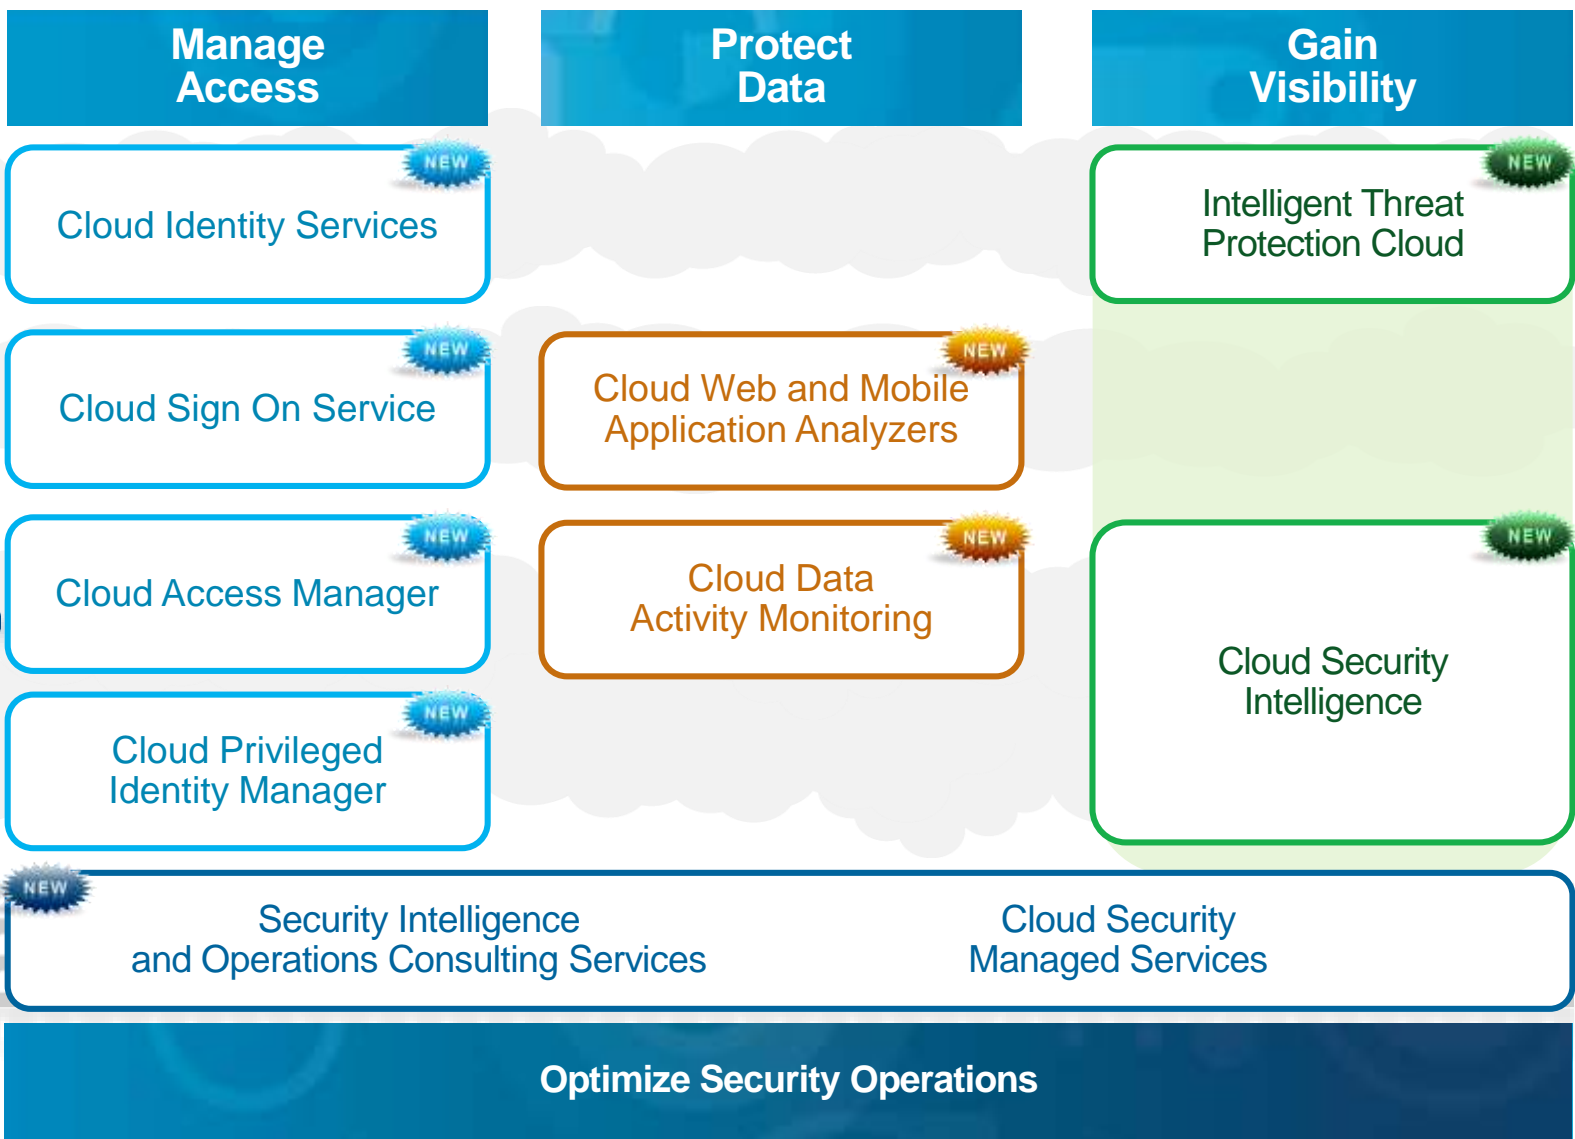 Manage
Access
Protect
Data
Gain
Visibility
NEW
Cloud Identity Services
NEW
Intelligent Threat
Protection Cloud
NEW
Cloud Sign On Service
NEW
Cloud Web and Mobile
Application Analyzers
NEW
Cloud Access Manager
NEW
Cloud Data
Activity Monitoring
NEW
Cloud Security
Intelligence
NEW
Cloud Privileged
Identity Manager
NEW
Security Intelligence
and Operations Consulting Services
Cloud Security
Managed Services
Optimize Security Operations